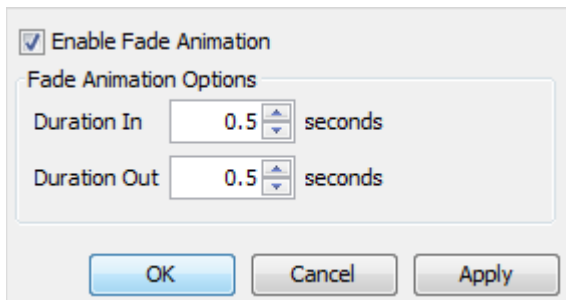 Enable Fade Animation
Fade Animation Options
Duration In 0.5 seconds
Duration Out 0.5 seconds
OK Cancel Apply